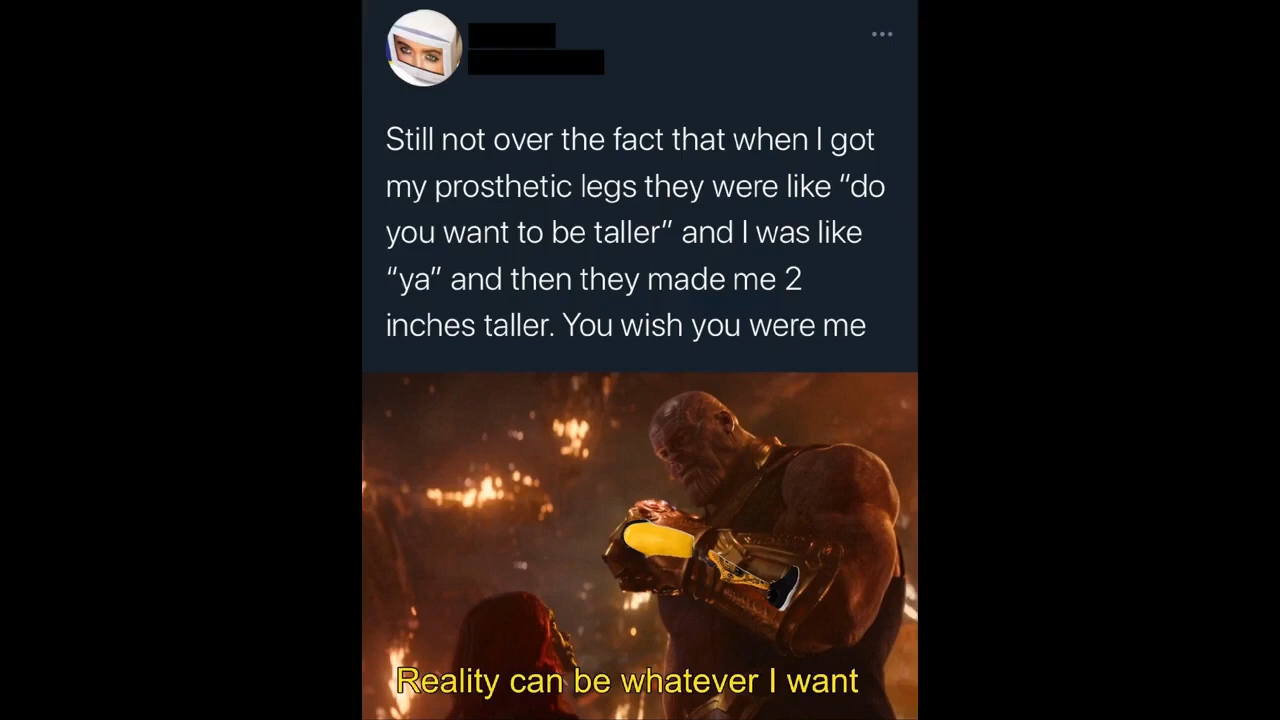 Still not over the fact that when I got
my prosthetic legs they were like “do
you want to be taller” and I was like
“ya” and then they made me 2
inches taller. You wish you were me
Reality can be whatever I want